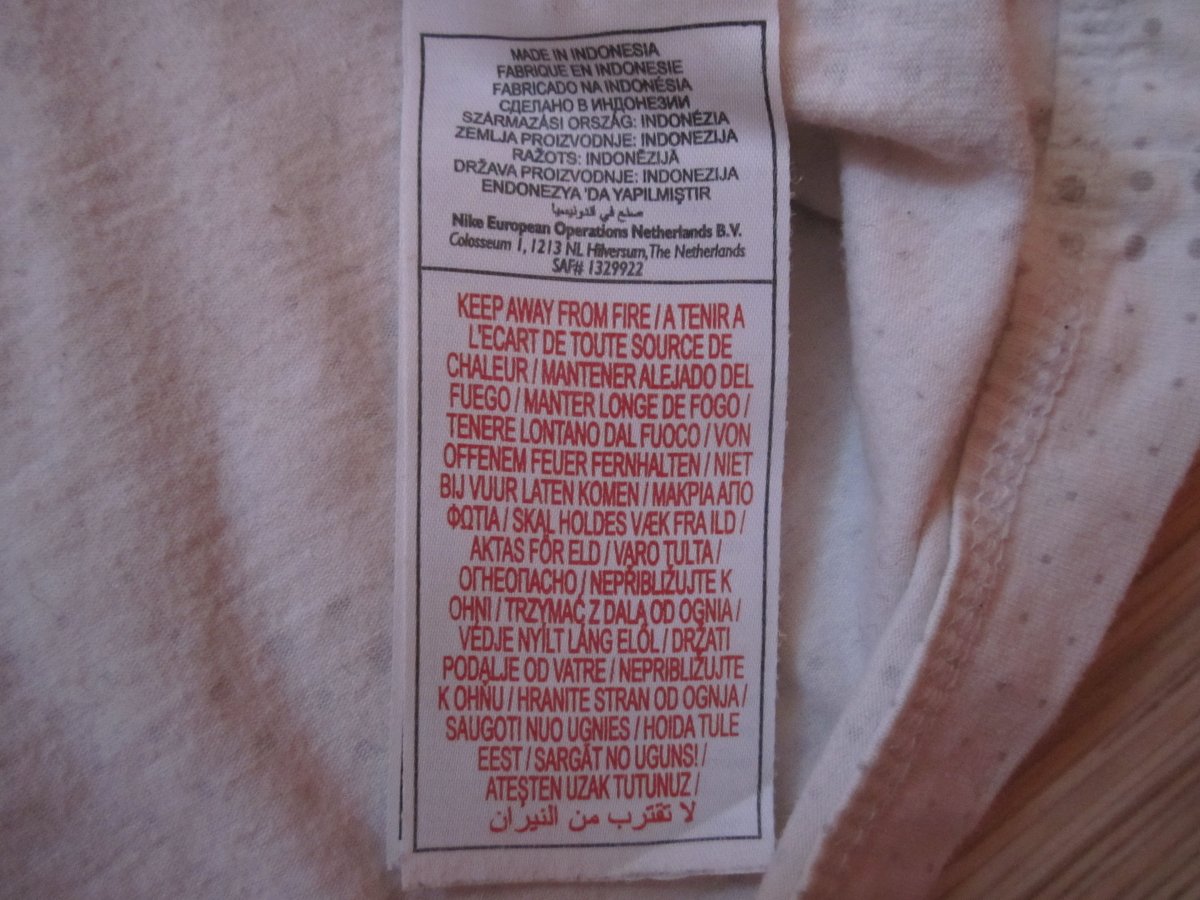 MADE IN INDONESIA
FABRIQUE EN INDONESIE
FABRICADO NA INDONÉSIA
СДЕЛАНО В ИНДОНЕЗИИ
SZÁRMAZÁSI ORSZÁG: INDONÉZIA
ZEMLJA PROIZVODNJE: INDONEZIJA
RAŽOTS: INDONĒZIJĀ
DRŽAVA PROIZVODNJE: INDONEZIJA
ENDONEZYA 'DA YAPILMIŞTIR
صنع في قدونيسيا
Nike European Operations Netherlands B.V.
Colosseum 1, 1213 NL Hilversum, The Netherlands
SAF# 1329922
KEEP AWAY FROM FIRE / A TENIR A
L'ECART DE TOUTE SOURCE DE
CHALEUR / MANTENER ALEJADO DEL
FUEGO / MANTER LONGE DE FOGO /
TENERE LONTANO DAL FUOCO / VON
OFFENEM FEUER FERNHALTEN / NIET
BIJ VUUR LATEN KOMEN / ΜΑΚΡΙΑ ΑΠΟ
ΦΩΤΙΑ / SKAL HOLDES VÆK FRA ILD /
AKTAS FÖR ELD / VARO TULTA /
ОГНЕОПАСНО / NEPŘIBLIŽUJTE K
OHNI / TRZYMAĆ Z DALA OD OGNIA /
VÉDJE NYÍLT LÁNG ELÖL / DRŽATI
PODALJE OD VATRE / NEPRIBLIŽUJTE
K OHŇU / HRANITE STRAN OD OGNJA /
SAUGOTI NUO UGNIES / HOIDA TULE
EEST / SARGĀT NO UGUNS! /
ATEŞTEN UZAK TUTUNUZ /
لا تقترب من النيران